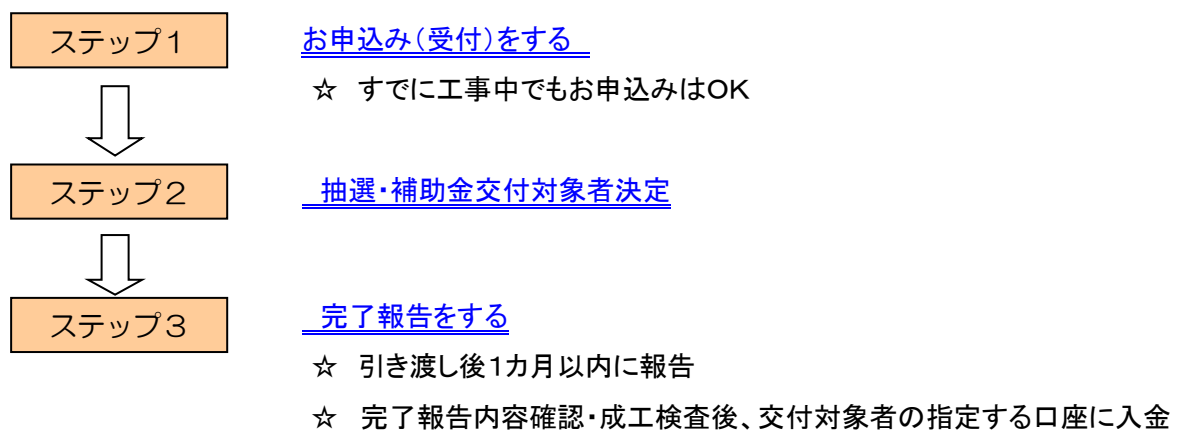 ステップ1
お申込み(受付)をする
☆ すでに工事中でもお申込みはOK
ステップ2
抽選・補助金交付対象者決定
ステップ3
完了報告をする
☆ 引き渡し後1カ月以内に報告
☆ 完了報告内容確認・成工検査後、交付対象者の指定する口座に入金